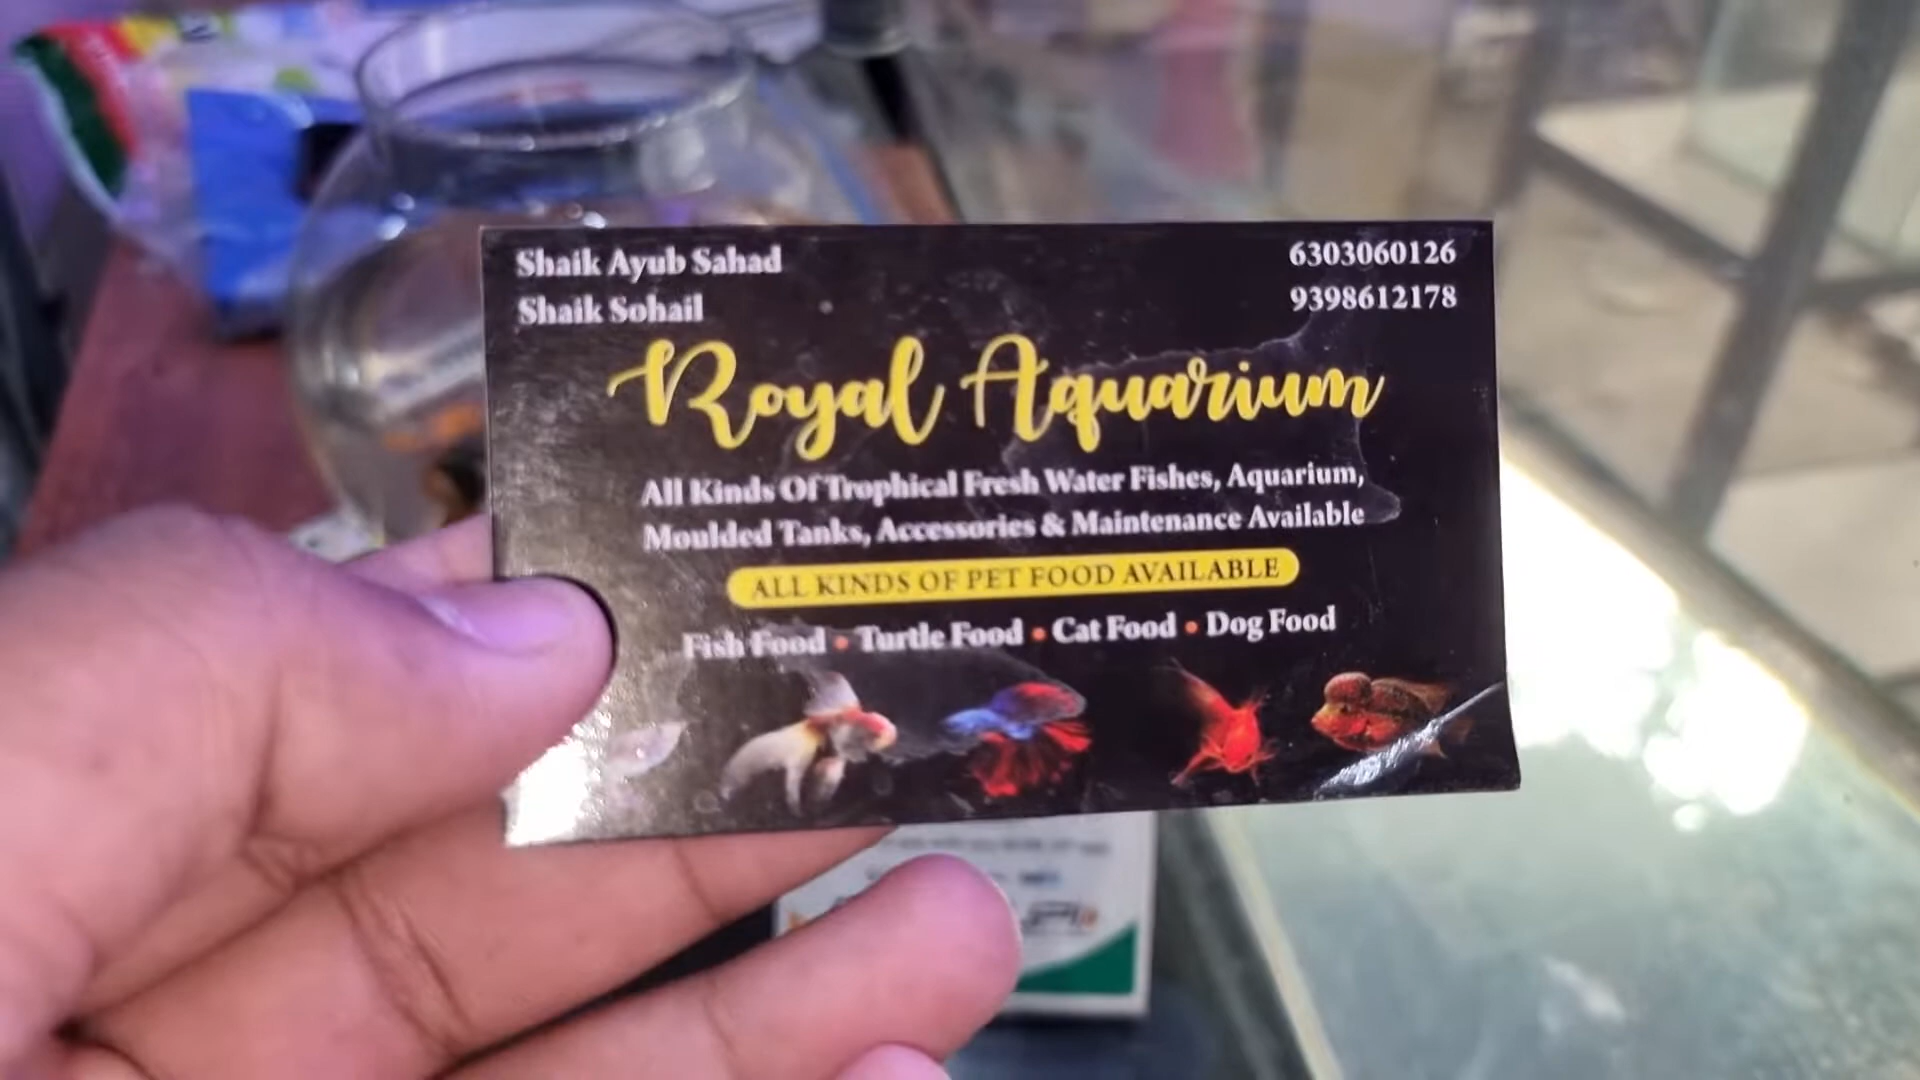 Shaik Ayub Sahad
6303060126
Shaik Sohail
9398612178
Royal Aquarium
All Kinds Of Trophical Fresh Water Fishes, Aquarium,
Moulded Tanks, Accessories & Maintenance Available
ALL KINDS OF PET FOOD AVAILABLE
Fish Food • Turtle Food • Cat Food • Dog Food